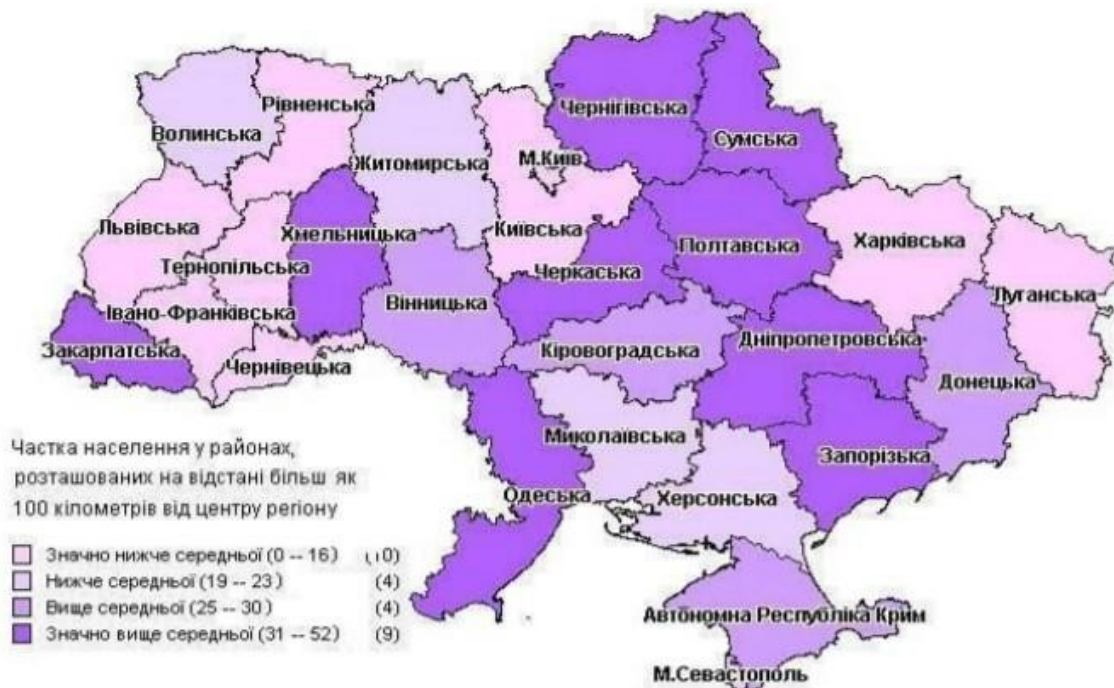 Чернігівська
Рівненська
Волинська
Сумська
Житомирська
М.Київ
Львівська
Хмельницька
Київська
Полтавська
Харківська
Тернопільська
Черкаська
Луганська
Вінницька
Івано-Франківська
Закарпатська
Чернівецька
Кіровоградська
Дніпропетровська
Донецька
Миколаївська
Запорізька
Одеська
Херсонська
Автономна Республіка Крим
М.Севастополь
Частка населення у районах,
розташованих на відстані більш як
100 кілометрів від центру регіону
Значно нижче середньої (0 -- 16)
Нижче середньої (19 -- 23) (4)
Вище середньої (25 -- 30) (4)
Значно вище середньої (31 -- 52) (9)